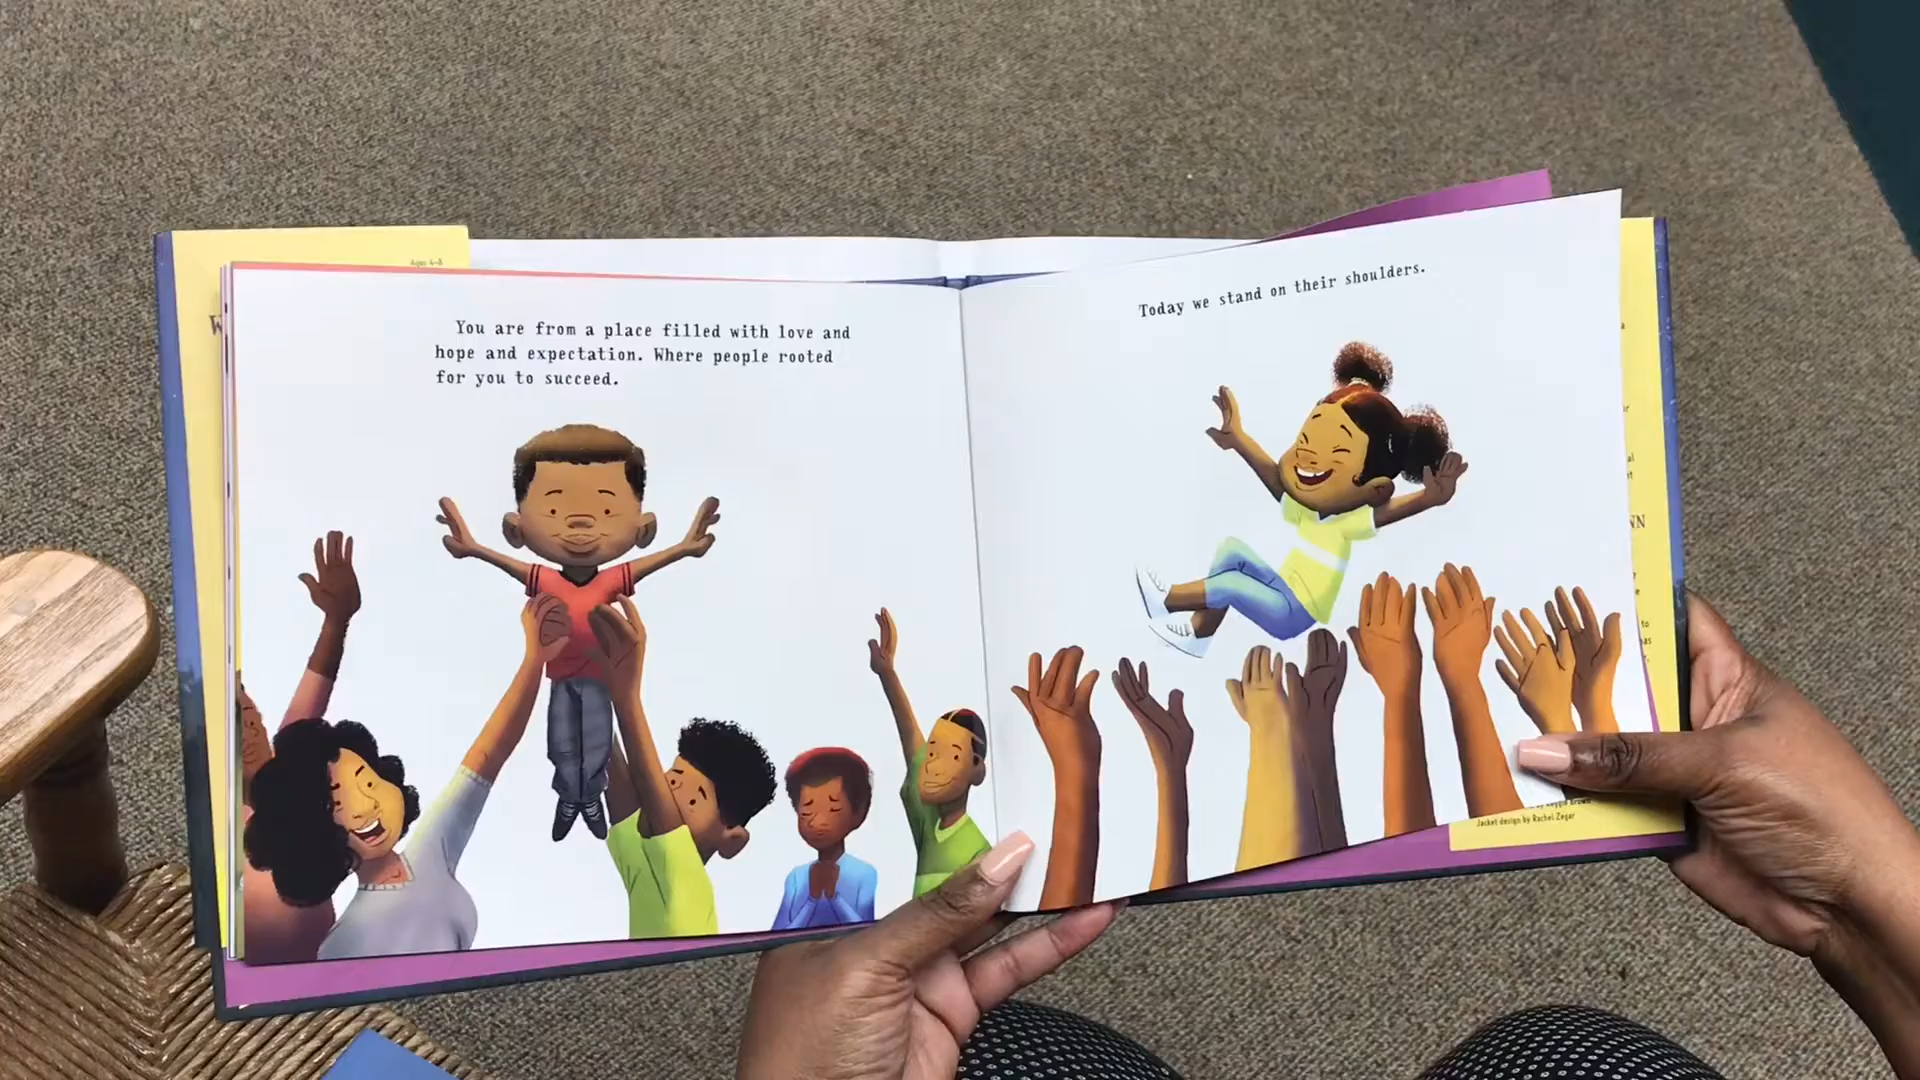 Ages 4-8
You are from a place filled with love and
hope and expectation. Where people rooted
for you to succeed.
Today we stand on their shoulders.
Jacket design by Rachel Zegar